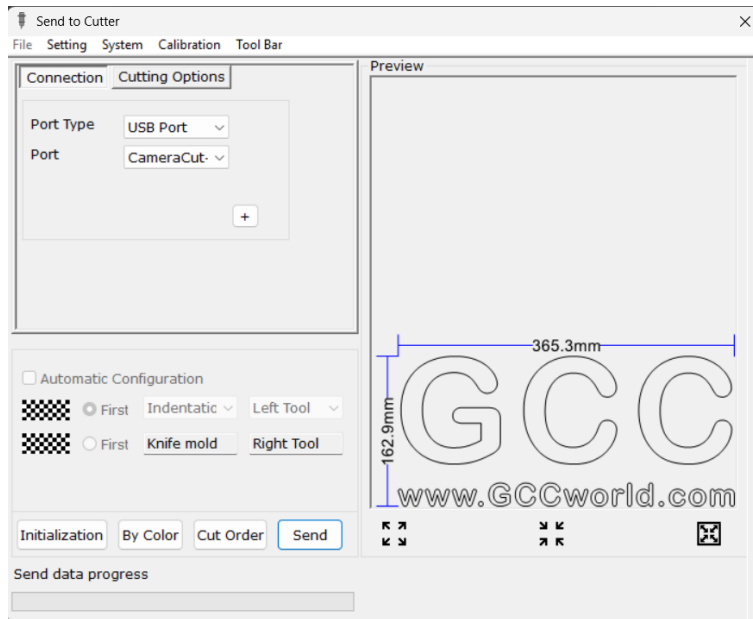 Send to Cutter
File Setting System Calibration Tool Bar
Connection Cutting Options
Port Type USB Port
Port CameraCut-
+
Preview
365.3mm
162.9mm
GCC
www.GCCworld.com
Automatic Configuration
First Indentatic Left Tool
First Knife mold Right Tool
Initialization By Color Cut Order Send
Send data progress